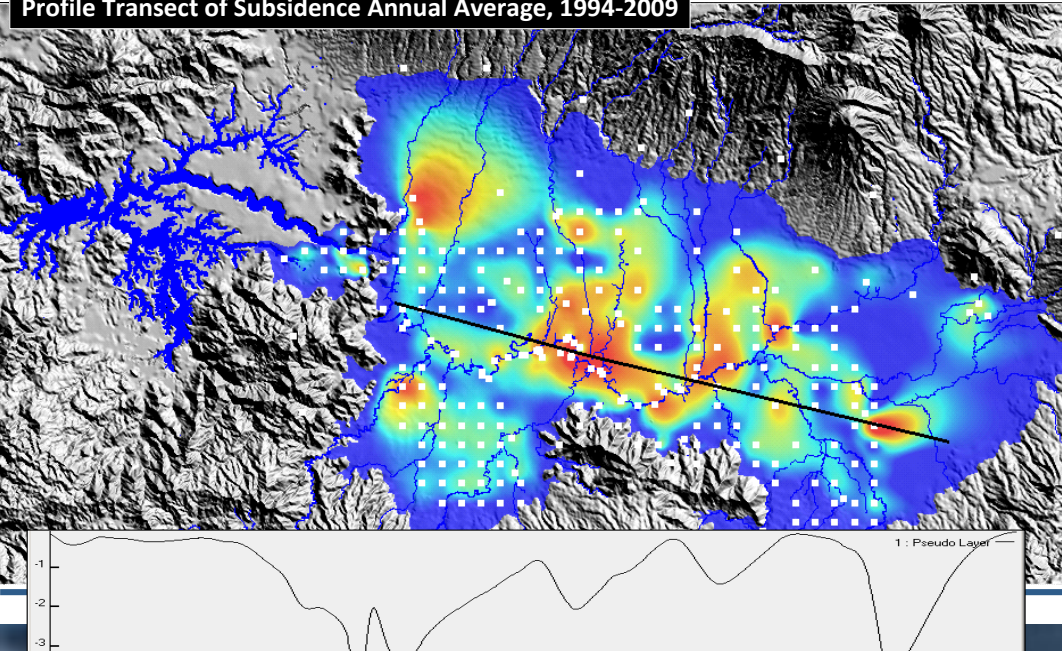 Profile Transect of Subsidence Annual Average, 1994-2009
1 : Pseudo Layer
-1
-2
-3